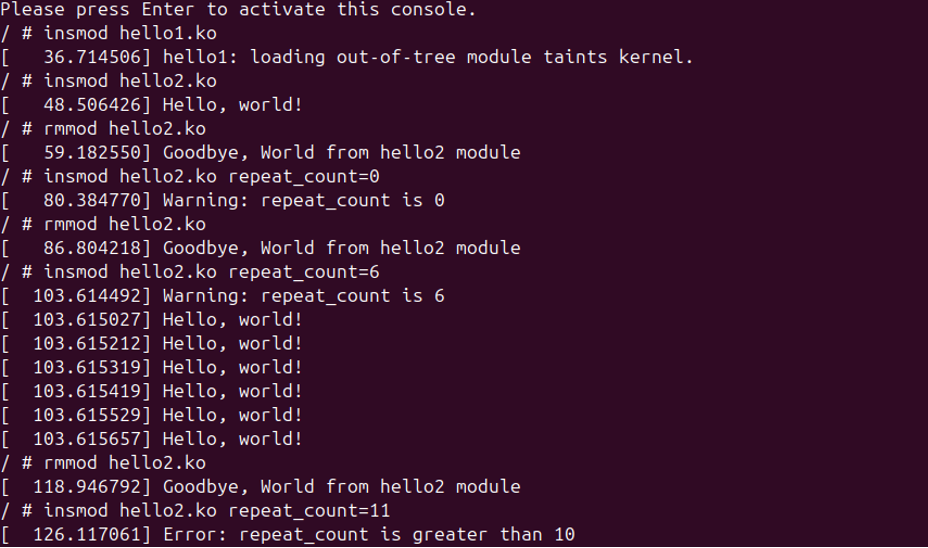 Please press Enter to activate this console.
/ # insmod hello1.ko
[   36.714506] hello1: loading out-of-tree module taints kernel.
/ # insmod hello2.ko
[   48.506426] Hello, world!
/ # rmmod hello2.ko
[   59.182550] Goodbye, World from hello2 module
/ # insmod hello2.ko repeat_count=0
[   80.384770] Warning: repeat_count is 0
/ # rmmod hello2.ko
[   86.804218] Goodbye, World from hello2 module
/ # insmod hello2.ko repeat_count=6
[  103.614492] Warning: repeat_count is 6
[  103.615027] Hello, world!
[  103.615212] Hello, world!
[  103.615319] Hello, world!
[  103.615419] Hello, world!
[  103.615529] Hello, world!
[  103.615657] Hello, world!
/ # rmmod hello2.ko
[  118.946792] Goodbye, World from hello2 module
/ # insmod hello2.ko repeat_count=11
[  126.117061] Error: repeat_count is greater than 10